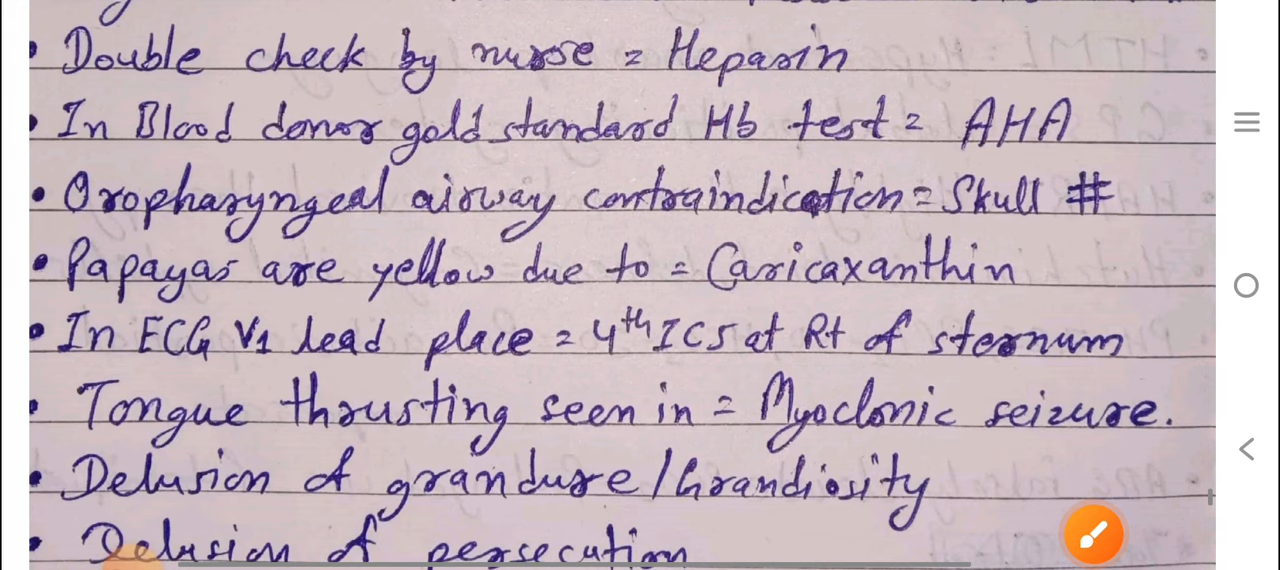 • Double check by nurse = Heparin
• In Blood donor gold standard Hb test = AHA
• Oropharyngeal airway contraindication = Skull #
• Papayas are yellow due to = Caricaxanthin
• In ECG V1 lead place = 4th ICS at Rt of sternum
• Tongue thrusting seen in = Myoclonic seizure.
• Delusion of grandure/Grandiosity
• Delusion of persecution